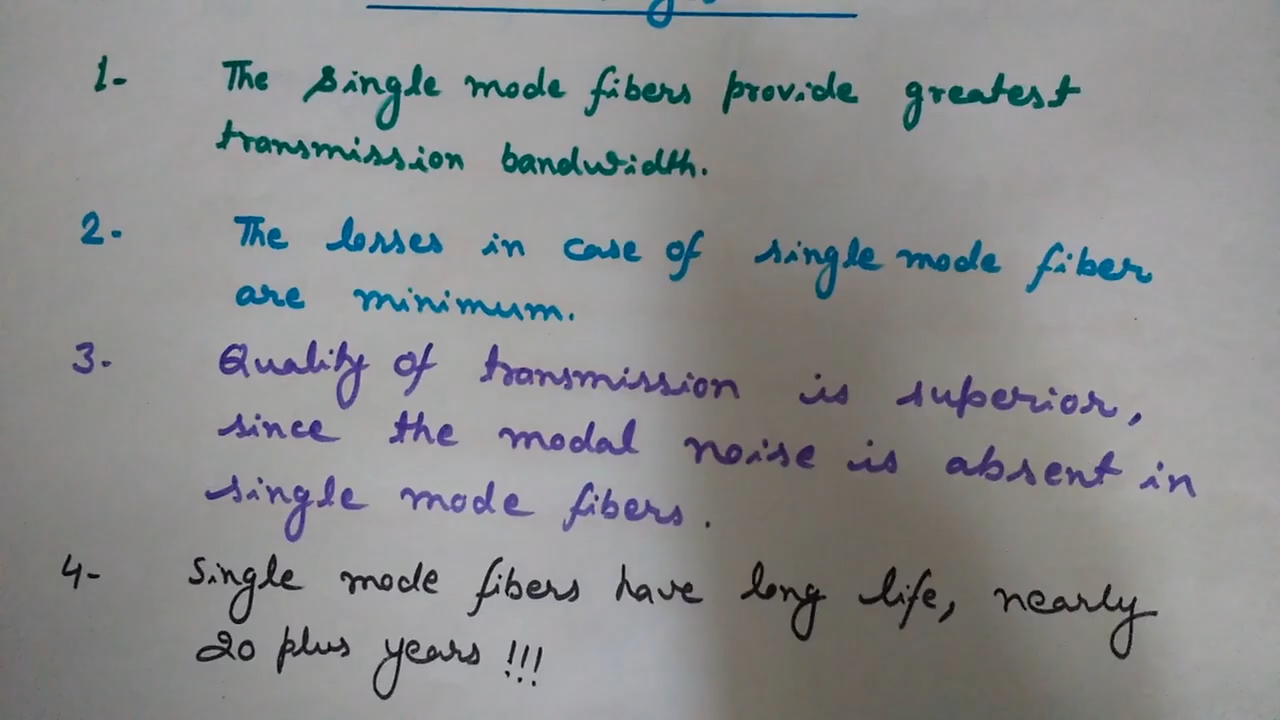 1- The single mode fibers provide greatest
transmission bandwidth.
2. The losses in case of single mode fiber
are minimum.
3. Quality of transmission is superior,
since the modal noise is absent in
single mode fibers.
4- Single mode fibers have long life, nearly
20 plus years !!!